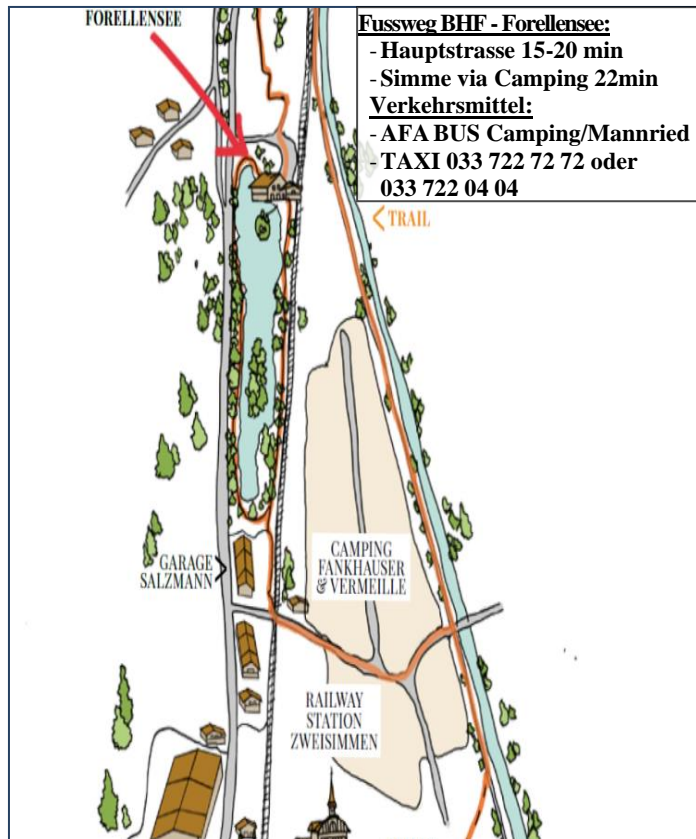 FORELLENSEE
Fussweg BHF - Forellensee:
- Hauptstrasse 15-20 min
- Simme via Camping 22min
Verkehrsmittel:
- AFA BUS Camping/Mannried
- TAXI 033 722 72 72 oder
033 722 04 04
TRAIL
GARAGE
SALZMANN
CAMPING
FANKHAUSER
& VERMEILLE
RAILWAY
STATION
ZWEISIMMEN